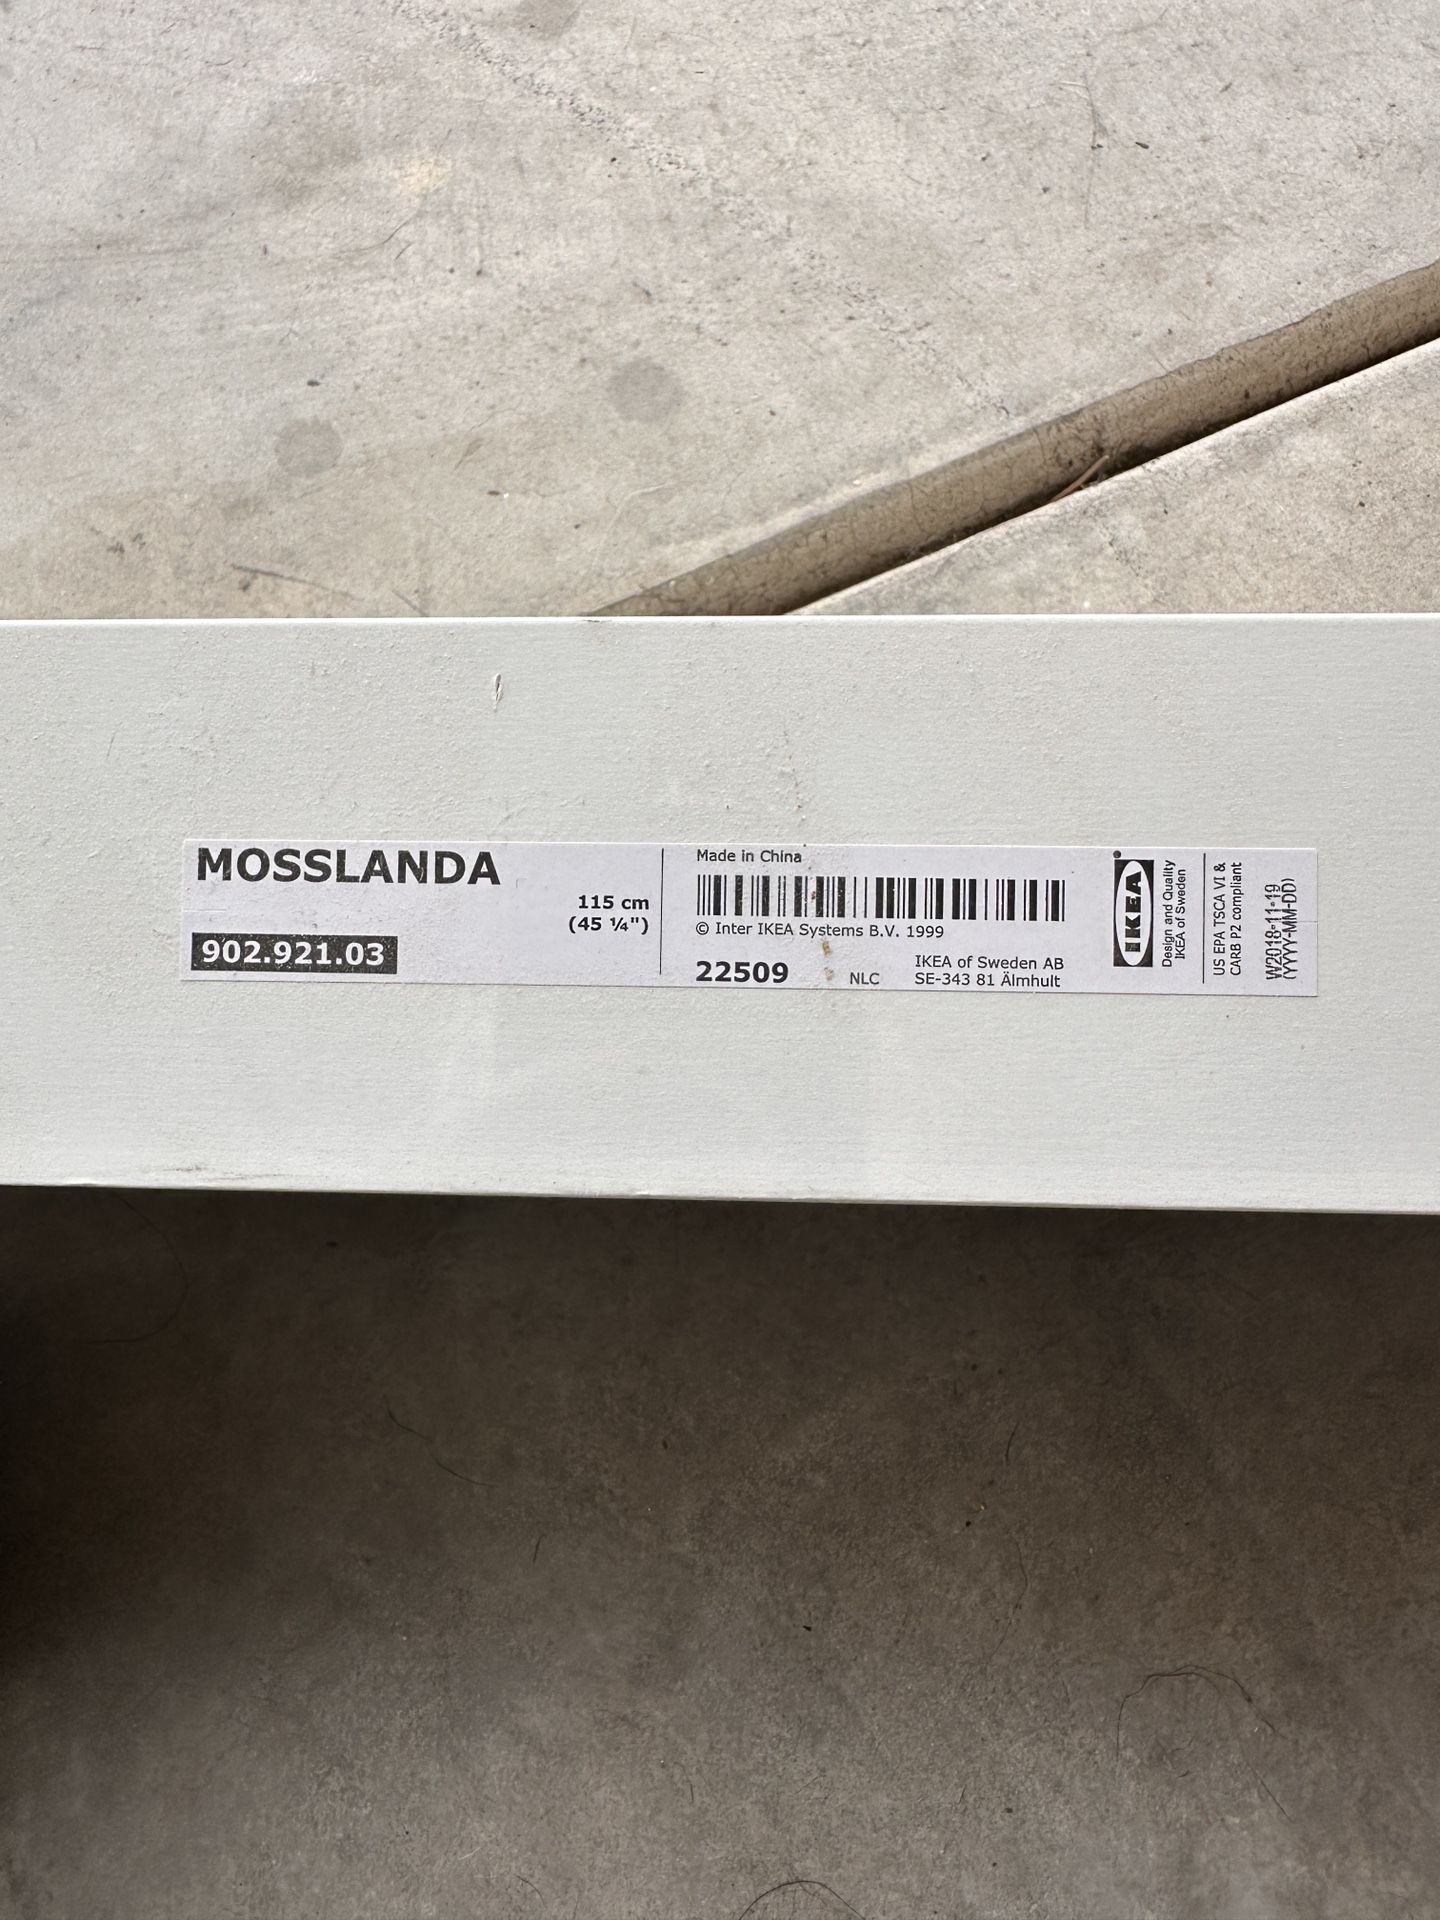 MOSSLANDA
115 cm
(45 ¼")
902.921.03
Made in China
© Inter IKEA Systems B.V. 1999
22509
NLC
IKEA of Sweden AB
SE-343 81 Älmhult
IKEA
Design and Quality
IKEA of Sweden
US EPA TSCA VI &
CARB P2 compliant
W2018-11-19
(YYYY-MM-DD)